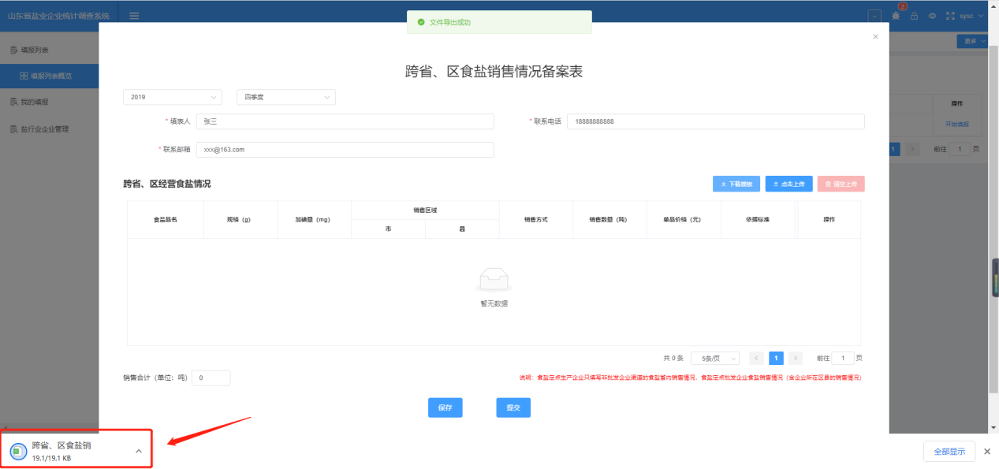 山东省盐业企业统计调查系统
文件导出成功
2
sysc
填报列表
更多
填报列表概览
我的填报
盐行业企业管理
跨省、区食盐销售情况备案表
2019
四季度
* 填表人 张三
* 联系电话 18888888888
* 联系邮箱 xxx@163.com
操作
开始填报
1
前往 1 页
跨省、区经营食盐情况
下载模板
点击上传
清空上传
食盐品名 规格（g） 加碘量（mg） 销售区域 销售方式 销售数量（吨） 单品价格（元） 依据标准 操作
市 县
暂无数据
共 0 条 5条/页 1 前往 1 页
销售合计（单位：吨） 0
说明：食盐定点生产企业只填写非批发企业渠道的食盐省内销售情况，食盐定点批发企业食盐销售情况（含企业所在区县的销售情况）
保存
提交
跨省、区食盐销
19.1/19.1 KB
全部显示